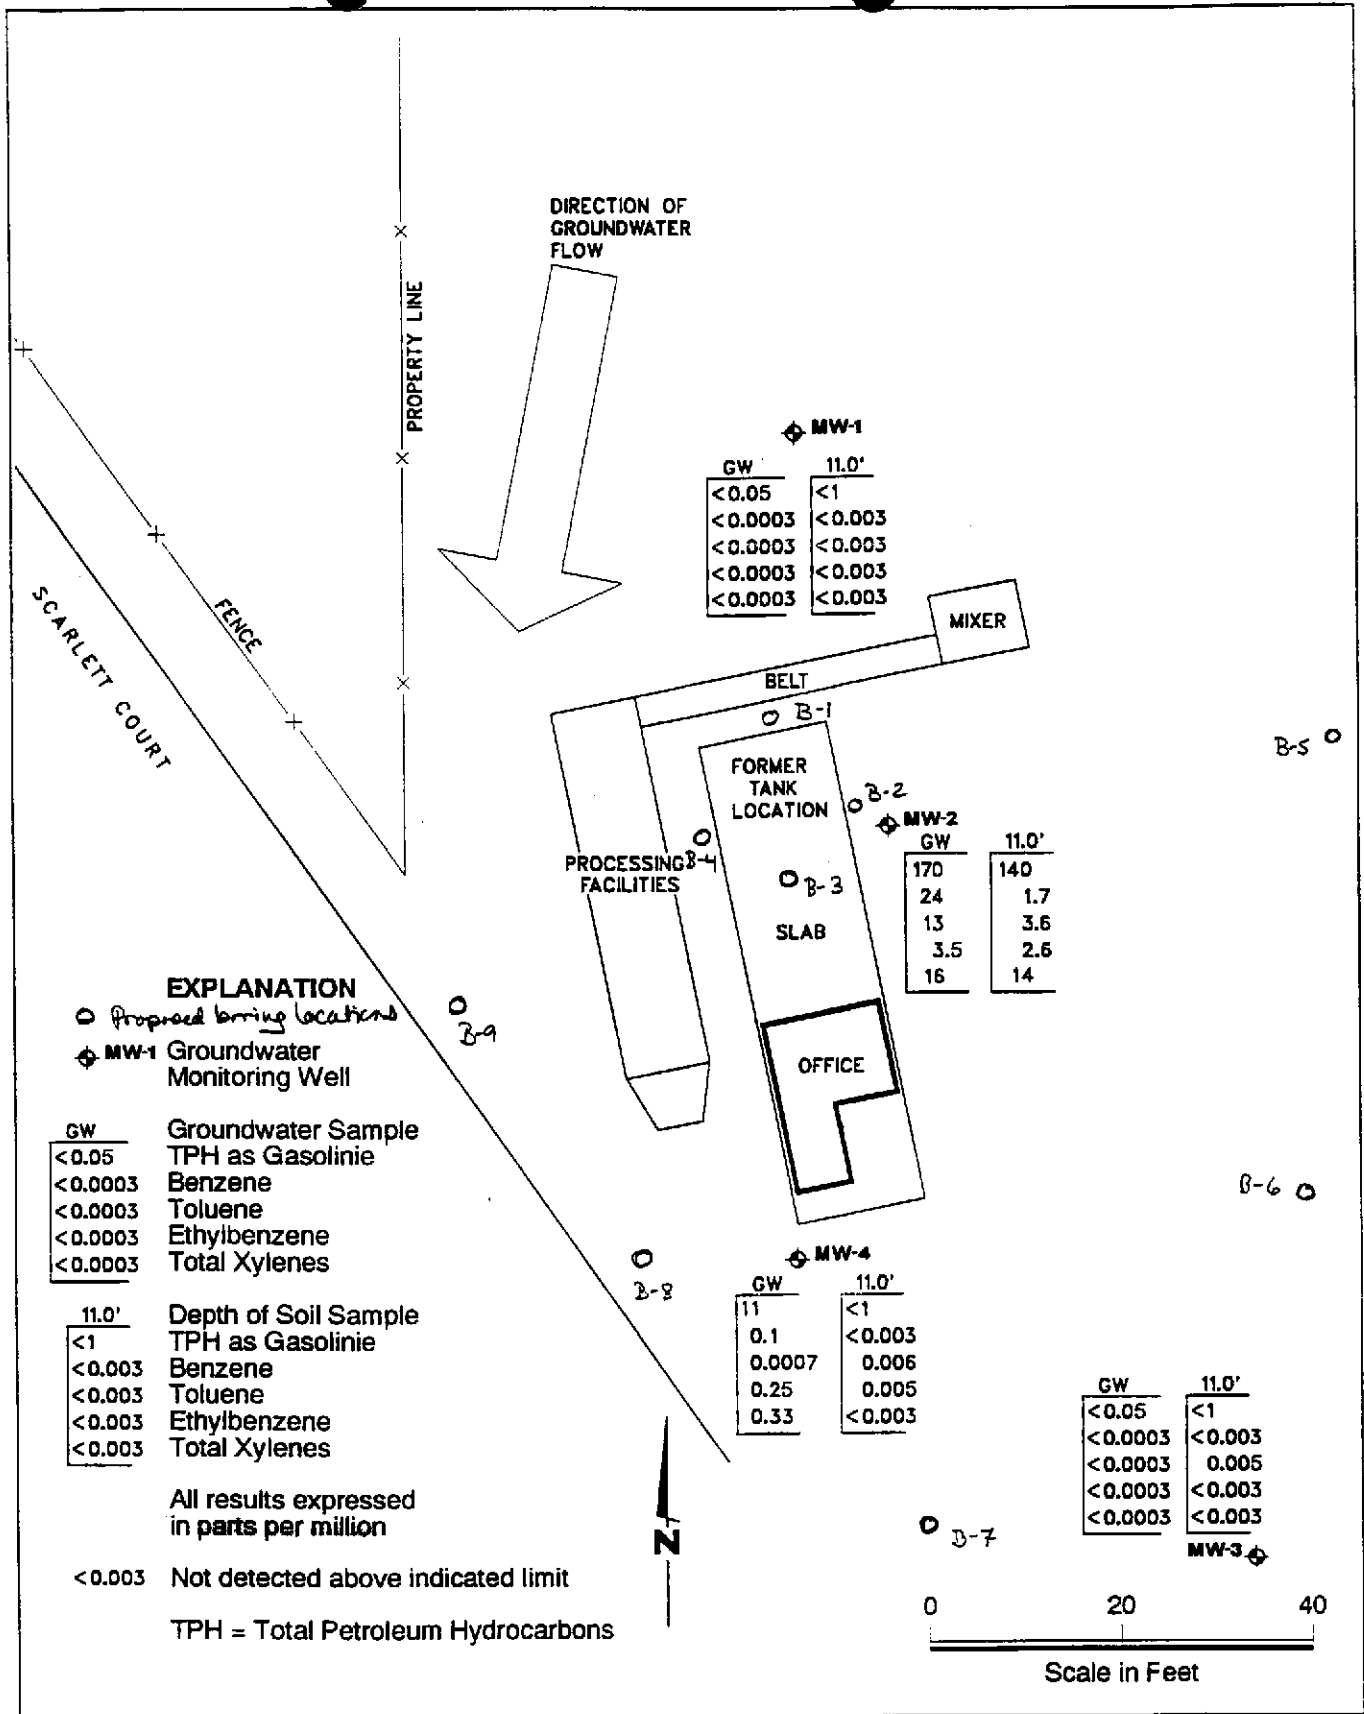 DIRECTION OF
GROUNDWATER
FLOW
PROPERTY LINE
FENCE
SCARLETT COURT
MW-1
GW 11.0'
<0.05 <1
<0.0003 <0.003
<0.0003 <0.003
<0.0003 <0.003
<0.0003 <0.003
MIXER
BELT
B-1
B-5
FORMER
TANK
LOCATION
B-2
MW-2
GW 11.0'
170 140
24 1.7
13 3.6
3.5 2.6
16 14
B-4
PROCESSING
FACILITIES
B-3
SLAB
OFFICE
B-9
B-6
B-8
MW-4
GW 11.0'
11 <1
0.1 <0.003
0.0007 0.006
0.25 0.005
0.33 <0.003
GW 11.0'
<0.05 <1
<0.0003 <0.003
<0.0003 0.005
<0.0003 <0.003
<0.0003 <0.003
MW-3
B-7
EXPLANATION
Proposed boring locations
MW-1 Groundwater
Monitoring Well
GW Groundwater Sample
<0.05 TPH as Gasolinie
<0.0003 Benzene
<0.0003 Toluene
<0.0003 Ethylbenzene
<0.0003 Total Xylenes
11.0' Depth of Soil Sample
<1 TPH as Gasolinie
<0.003 Benzene
<0.003 Toluene
<0.003 Ethylbenzene
<0.003 Total Xylenes
All results expressed
in parts per million
<0.003 Not detected above indicated limit
TPH = Total Petroleum Hydrocarbons
N
0 20 40
Scale in Feet